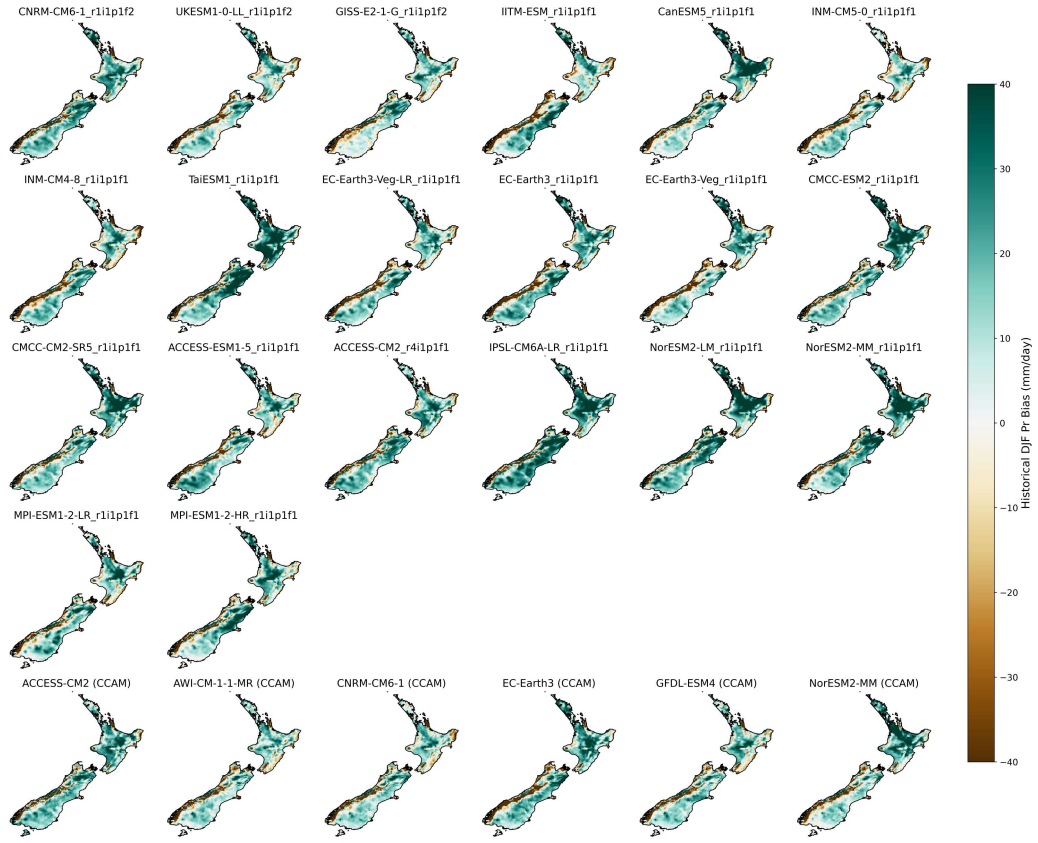 CNRM-CM6-1_r1i1p1f2
UKESM1-0-LL_r1i1p1f2
GISS-E2-1-G_r1i1p1f2
IITM-ESM_r1i1p1f1
CanESM5_r1i1p1f1
INM-CM5-0_r1i1p1f1
INM-CM4-8_r1i1p1f1
TaiESM1_r1i1p1f1
EC-Earth3-Veg-LR_r1i1p1f1
EC-Earth3_r1i1p1f1
EC-Earth3-Veg_r1i1p1f1
CMCC-ESM2_r1i1p1f1
CMCC-CM2-SR5_r1i1p1f1
ACCESS-ESM1-5_r1i1p1f1
ACCESS-CM2_r4i1p1f1
IPSL-CM6A-LR_r1i1p1f1
NorESM2-LM_r1i1p1f1
NorESM2-MM_r1i1p1f1
MPI-ESM1-2-LR_r1i1p1f1
MPI-ESM1-2-HR_r1i1p1f1
ACCESS-CM2 (CCAM)
AWI-CM-1-1-MR (CCAM)
CNRM-CM6-1 (CCAM)
EC-Earth3 (CCAM)
GFDL-ESM4 (CCAM)
NorESM2-MM (CCAM)
40
30
20
10
0
−10
−20
−30
−40
Historical DJF Pr Bias (mm/day)